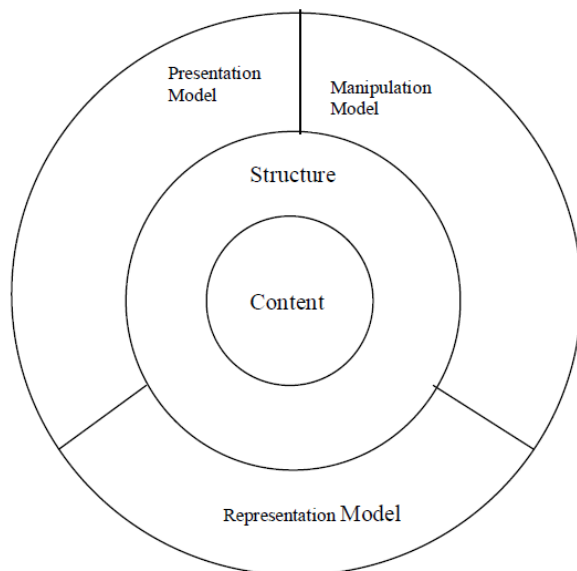 Presentation
Model
Manipulation
Model
Structure
Content
Representation Model